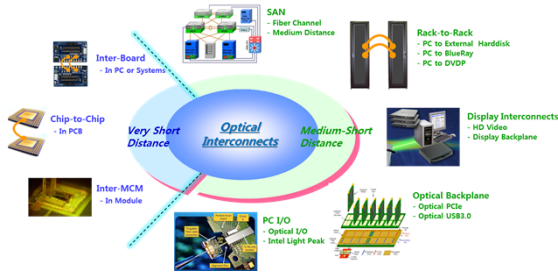 SAN
- Fiber Channel
- Medium Distance
Rack-to-Rack
- PC to External Harddisk
- PC to BlueRay
- PC to DVDP
Inter-Board
- In PC or Systems
Chip-to-Chip
- In PCB
Very Short
Distance
Optical
Interconnects
Medium-Short
Distance
Display Interconnects
- HD Video
- Display Backplane
Inter-MCM
- In Module
PC I/O
- Optical I/O
- Intel Light Peak
Optical Backplane
- Optical PCIe
- Optical USB3.0